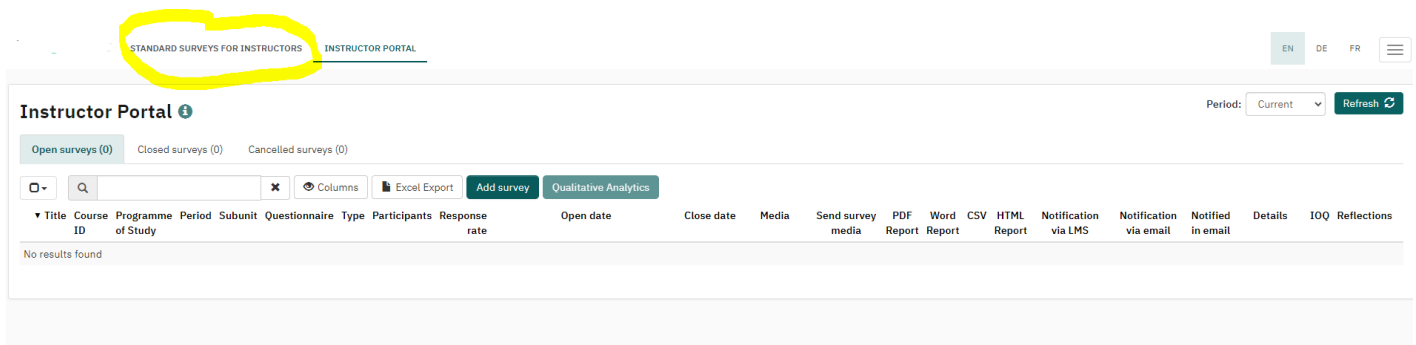 STANDARD SURVEYS FOR INSTRUCTORS INSTRUCTOR PORTAL EN DE FR
Instructor Portal Period: Current Refresh
Open surveys (0) Closed surveys (0) Cancelled surveys (0)
Columns Excel Export Add survey Qualitative Analytics
Title Course ID Programme of Study Period Subunit Questionnaire Type Participants Response rate Open date Close date Media Send survey media PDF Report Word Report CSV HTML Report Notification via LMS Notification via email Notified in email Details IOQ Reflections
No results found